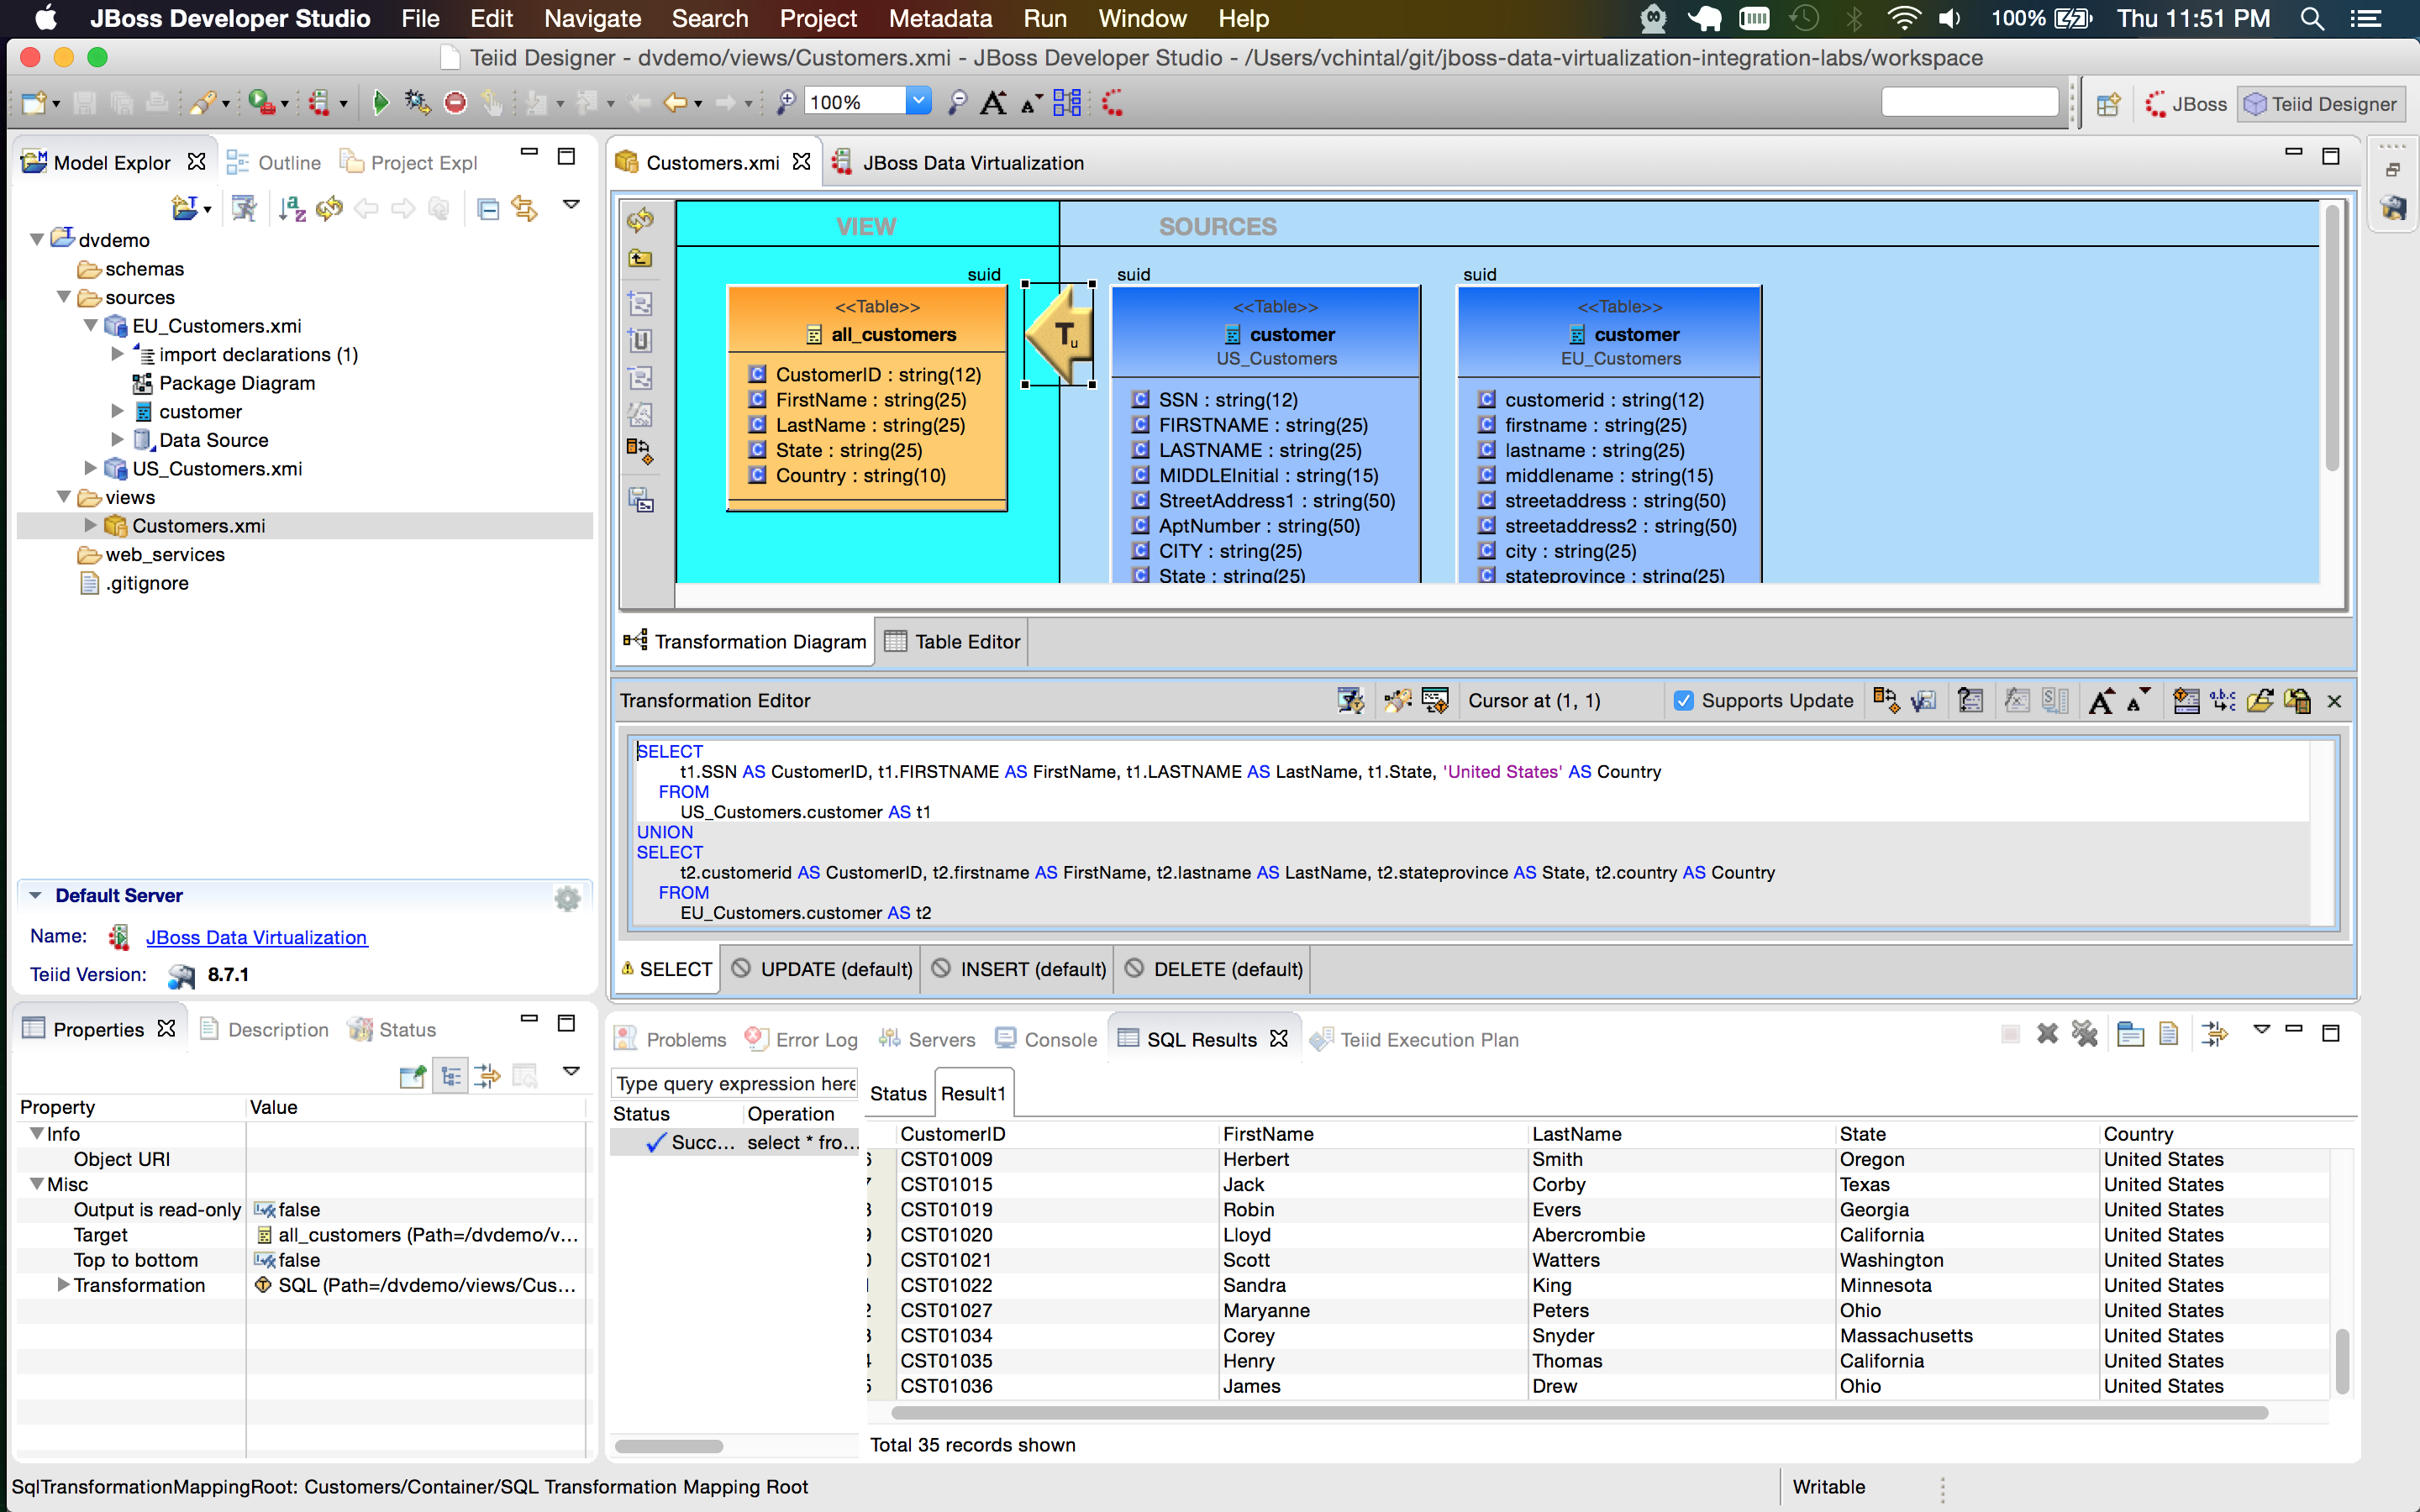 JBoss Developer Studio File Edit Navigate Search Project Metadata Run Window Help 100% Thu 11:51 PM
Teiid Designer - dvdemo/views/Customers.xmi - JBoss Developer Studio - /Users/vchintal/git/jboss-data-virtualization-integration-labs/workspace
100% JBoss Teiid Designer
Model Explor Outline Project Expl
dvdemo
schemas
sources
EU_Customers.xmi
import declarations (1)
Package Diagram
customer
Data Source
US_Customers.xmi
views
Customers.xmi
web_services
.gitignore
Default Server
Name: JBoss Data Virtualization
Teiid Version: 8.7.1
Customers.xmi JBoss Data Virtualization
VIEW SOURCES
suid suid suid
<<Table>>
all_customers
CustomerID : string(12)
FirstName : string(25)
LastName : string(25)
State : string(25)
Country : string(10)
Tu
<<Table>>
customer
US_Customers
SSN : string(12)
FIRSTNAME : string(25)
LASTNAME : string(25)
MIDDLEInitial : string(15)
StreetAddress1 : string(50)
AptNumber : string(50)
CITY : string(25)
State : string(25)
<<Table>>
customer
EU_Customers
customerid : string(12)
firstname : string(25)
lastname : string(25)
middlename : string(15)
streetaddress : string(50)
streetaddress2 : string(50)
city : string(25)
stateprovince : string(25)
Transformation Diagram Table Editor
Transformation Editor Cursor at (1, 1) Supports Update
SELECT
t1.SSN AS CustomerID, t1.FIRSTNAME AS FirstName, t1.LASTNAME AS LastName, t1.State, 'United States' AS Country
FROM
US_Customers.customer AS t1
UNION
SELECT
t2.customerid AS CustomerID, t2.firstname AS FirstName, t2.lastname AS LastName, t2.stateprovince AS State, t2.country AS Country
FROM
EU_Customers.customer AS t2
SELECT UPDATE (default) INSERT (default) DELETE (default)
Properties Description Status
Property Value
Info
Object URI
Misc
Output is read-only false
Target all_customers (Path=/dvdemo/v...
Top to bottom false
Transformation SQL (Path=/dvdemo/views/Cus...
Problems Error Log Servers Console SQL Results Teiid Execution Plan
Type query expression here
Status Operation
Succ... select * fro...
Status Result1
CustomerID FirstName LastName State Country
CST01009 Herbert Smith Oregon United States
CST01015 Jack Corby Texas United States
CST01019 Robin Evers Georgia United States
CST01020 Lloyd Abercrombie California United States
CST01021 Scott Watters Washington United States
CST01022 Sandra King Minnesota United States
CST01027 Maryanne Peters Ohio United States
CST01034 Corey Snyder Massachusetts United States
CST01035 Henry Thomas California United States
CST01036 James Drew Ohio United States
Total 35 records shown
SqlTransformationMappingRoot: Customers/Container/SQL Transformation Mapping Root Writable